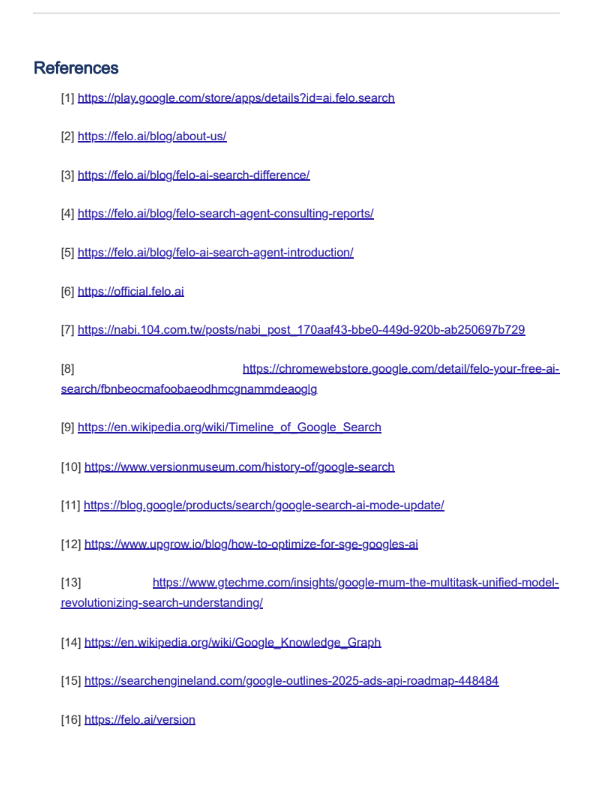 References
[1] https://play.google.com/store/apps/details?id=ai.felo.search
[2] https://felo.ai/blog/about-us/
[3] https://felo.ai/blog/felo-ai-search-difference/
[4] https://felo.ai/blog/felo-search-agent-consulting-reports/
[5] https://felo.ai/blog/felo-ai-search-agent-introduction/
[6] https://official.felo.ai
[7] https://nabi.104.com.tw/posts/nabi_post_170aaf43-bbe0-449d-920b-ab250697b729
[8] https://chromewebstore.google.com/detail/felo-your-free-ai-
search/fbnbeocmafoobaeodhmcgnammdeaoglg
[9] https://en.wikipedia.org/wiki/Timeline_of_Google_Search
[10] https://www.versionmuseum.com/history-of/google-search
[11] https://blog.google/products/search/google-search-ai-mode-update/
[12] https://www.upgrow.io/blog/how-to-optimize-for-sge-googles-ai
[13] https://www.gtechme.com/insights/google-mum-the-multitask-unified-model-
revolutionizing-search-understanding/
[14] https://en.wikipedia.org/wiki/Google_Knowledge_Graph
[15] https://searchengineland.com/google-outlines-2025-ads-api-roadmap-448484
[16] https://felo.ai/version